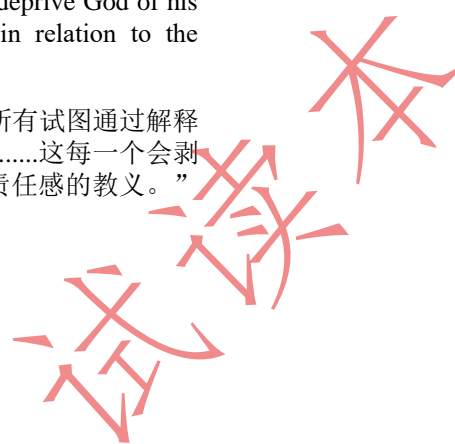 deprive God of his
in relation to the
所有试图通过解释
......这每一个会剥
责任感的教义。”
试读本